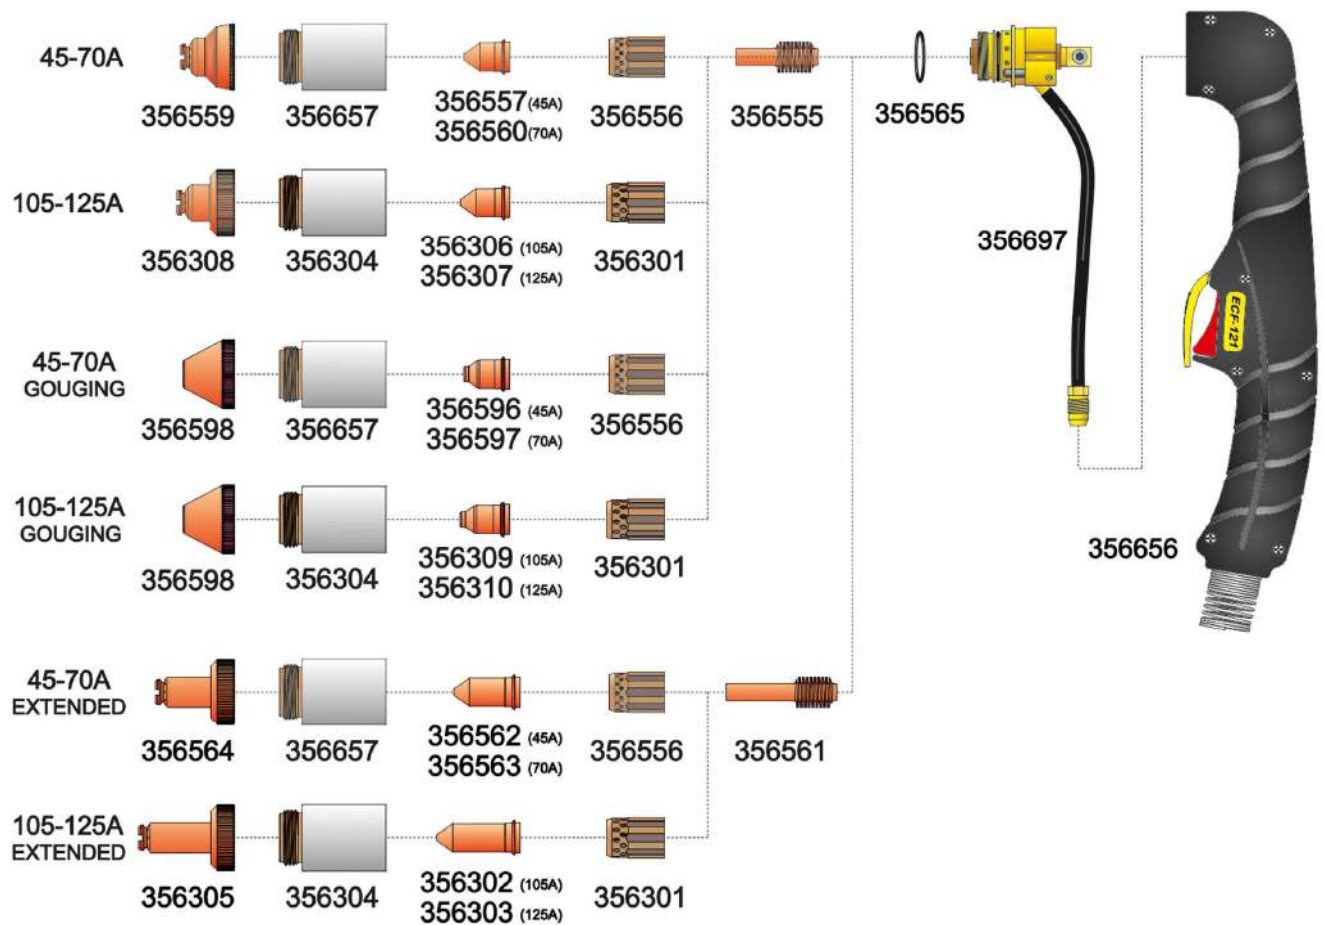 45-70A
356559
356657
356557 (45A)
356560 (70A)
356556
356555
356565
105-125A
356308
356304
356306 (105A)
356307 (125A)
356301
356697
ECF-121
45-70A
GOUGING
356598
356657
356596 (45A)
356597 (70A)
356556
105-125A
GOUGING
356598
356304
356309 (105A)
356310 (125A)
356301
356656
45-70A
EXTENDED
356564
356657
356562 (45A)
356563 (70A)
356556
356561
105-125A
EXTENDED
356305
356304
356302 (105A)
356303 (125A)
356301